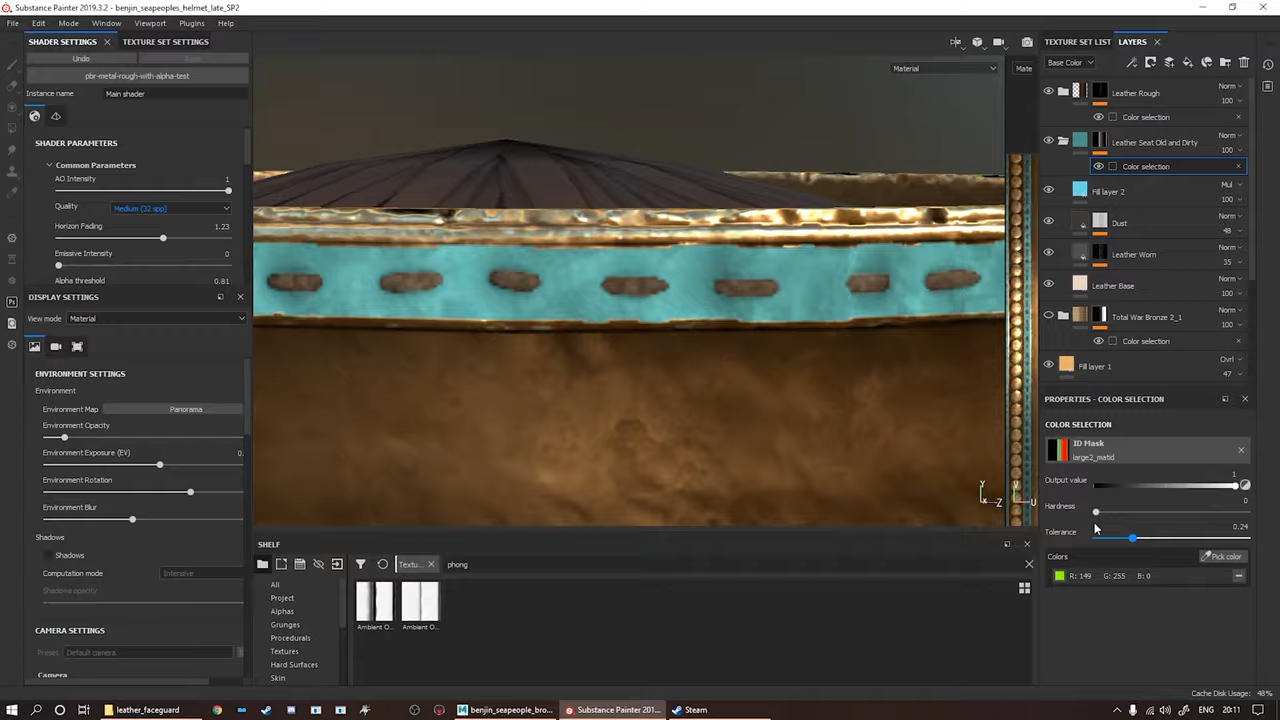 Substance Painter 2019.3.2 - benjin_seapeoples_helmet_late_SP2
File Edit Mode Window Viewport Plugins Help
SHADER SETTINGS TEXTURE SET SETTINGS
Undo
pbr-metal-rough-with-alpha-test
Instance name Main shader
SHADER PARAMETERS
Common Parameters
AO Intensity 1
Quality Medium (32 spp)
Horizon Fading 1.23
Emissive Intensity 0
Alpha threshold 0.81
DISPLAY SETTINGS
View mode Material
ENVIRONMENT SETTINGS
Environment
Environment Map Panorama
Environment Opacity
Environment Exposure (EV) 0.
Environment Rotation
Environment Blur
Shadows
Shadows
Computation mode Intensive
Shadows opacity
CAMERA SETTINGS
Preset Default camera
Camera
Material
Mate
Y
Z
X
V
U
SHELF
Textu...
phong
All
Project
Alphas
Grunges
Procedurals
Textures
Hard Surfaces
Skin
Ambient O...
Ambient O...
TEXTURE SET LIST LAYERS
Base Color
Leather Rough Norm 100
Color selection
Leather Seat Old and Dirty Norm 100
Color selection
Fill layer 2 Mul 100
Dust Norm 48
Leather Worn Norm 35
Leather Base Norm 100
Total War Bronze 2_1 Norm 100
Color selection
Fill layer 1 Ovrl 47
PROPERTIES - COLOR SELECTION
COLOR SELECTION
ID Mask
large2_matid
Output value 1
Hardness 0
Tolerance 0.24
Colors Pick color
R: 149 G: 255 B: 0
Cache Disk Usage: 48%
leather_faceguard
benjin_seapeoples_bro...
Substance Painter 201...
Steam
ENG
20:11